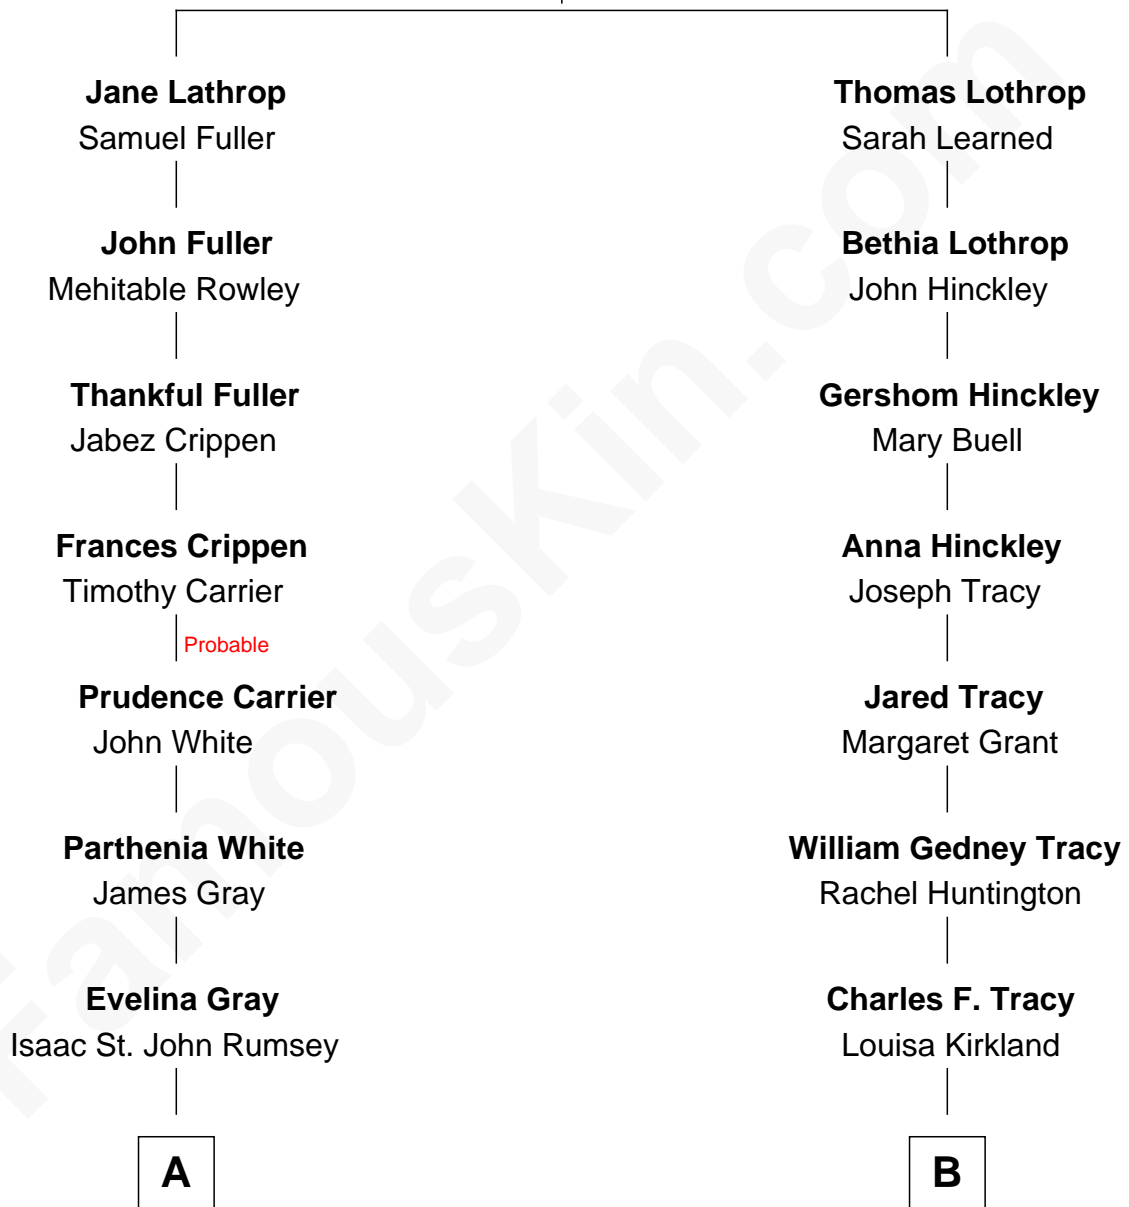 Jane Lathrop
Samuel Fuller
John Fuller
Mehitable Rowley
Thankful Fuller
Jabez Crippen
Frances Crippen
Timothy Carrier
Probable
Prudence Carrier
John White
Parthenia White
James Gray
Evelina Gray
Isaac St. John Rumsey
A
Thomas Lothrop
Sarah Learned
Bethia Lothrop
John Hinckley
Gershom Hinckley
Mary Buell
Anna Hinckley
Joseph Tracy
Jared Tracy
Margaret Grant
William Gedney Tracy
Rachel Huntington
Charles F. Tracy
Louisa Kirkland
B
FamousKin.com